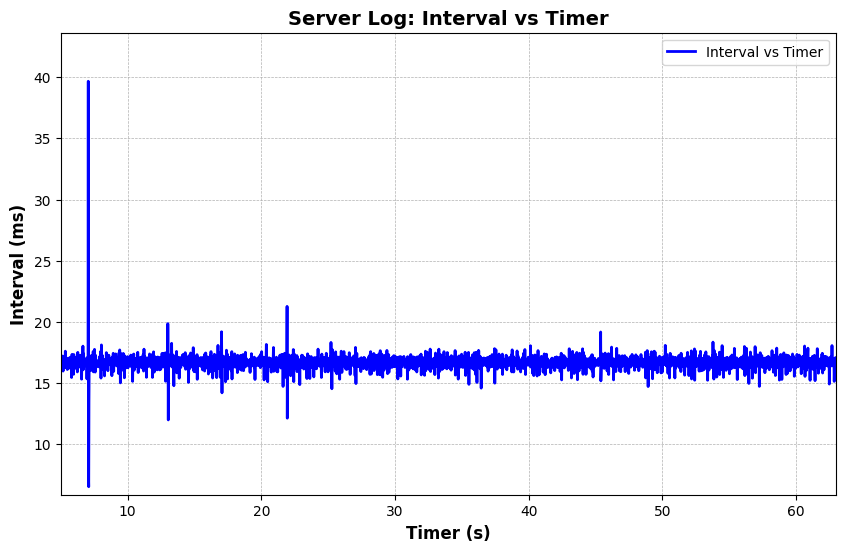 Server Log: Interval vs Timer
Interval vs Timer
40
35
30
25
20
15
10
Interval (ms)
10 20 30 40 50 60
Timer (s)